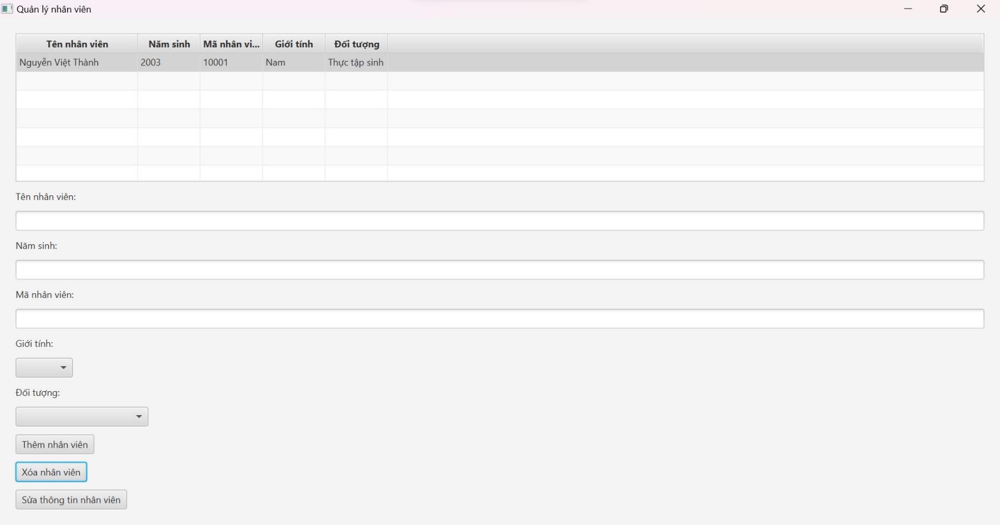 Quản lý nhân viên
Tên nhân viên Năm sinh Mã nhân vi... Giới tính Đối tượng
Nguyễn Việt Thành 2003 10001 Nam Thực tập sinh
Tên nhân viên:
Năm sinh:
Mã nhân viên:
Giới tính:
Đối tượng:
Thêm nhân viên
Xóa nhân viên
Sửa thông tin nhân viên